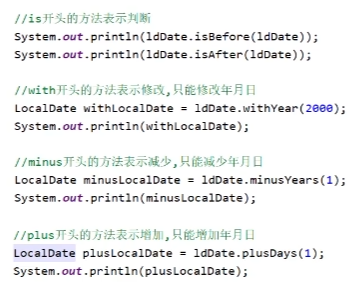 //is开头的方法表示判断
System.out.println(ldDate.isBefore(ldDate));
System.out.println(ldDate.isAfter(ldDate));
//with开头的方法表示修改,只能修改年月日
LocalDate withLocalDate = ldDate.withYear(2000);
System.out.println(withLocalDate);
//minus开头的方法表示减少,只能减少年月日
LocalDate minusLocalDate = ldDate.minusYears(1);
System.out.println(minusLocalDate);
//plus开头的方法表示增加,只能增加年月日
LocalDate plusLocalDate = ldDate.plusDays(1);
System.out.println(plusLocalDate);